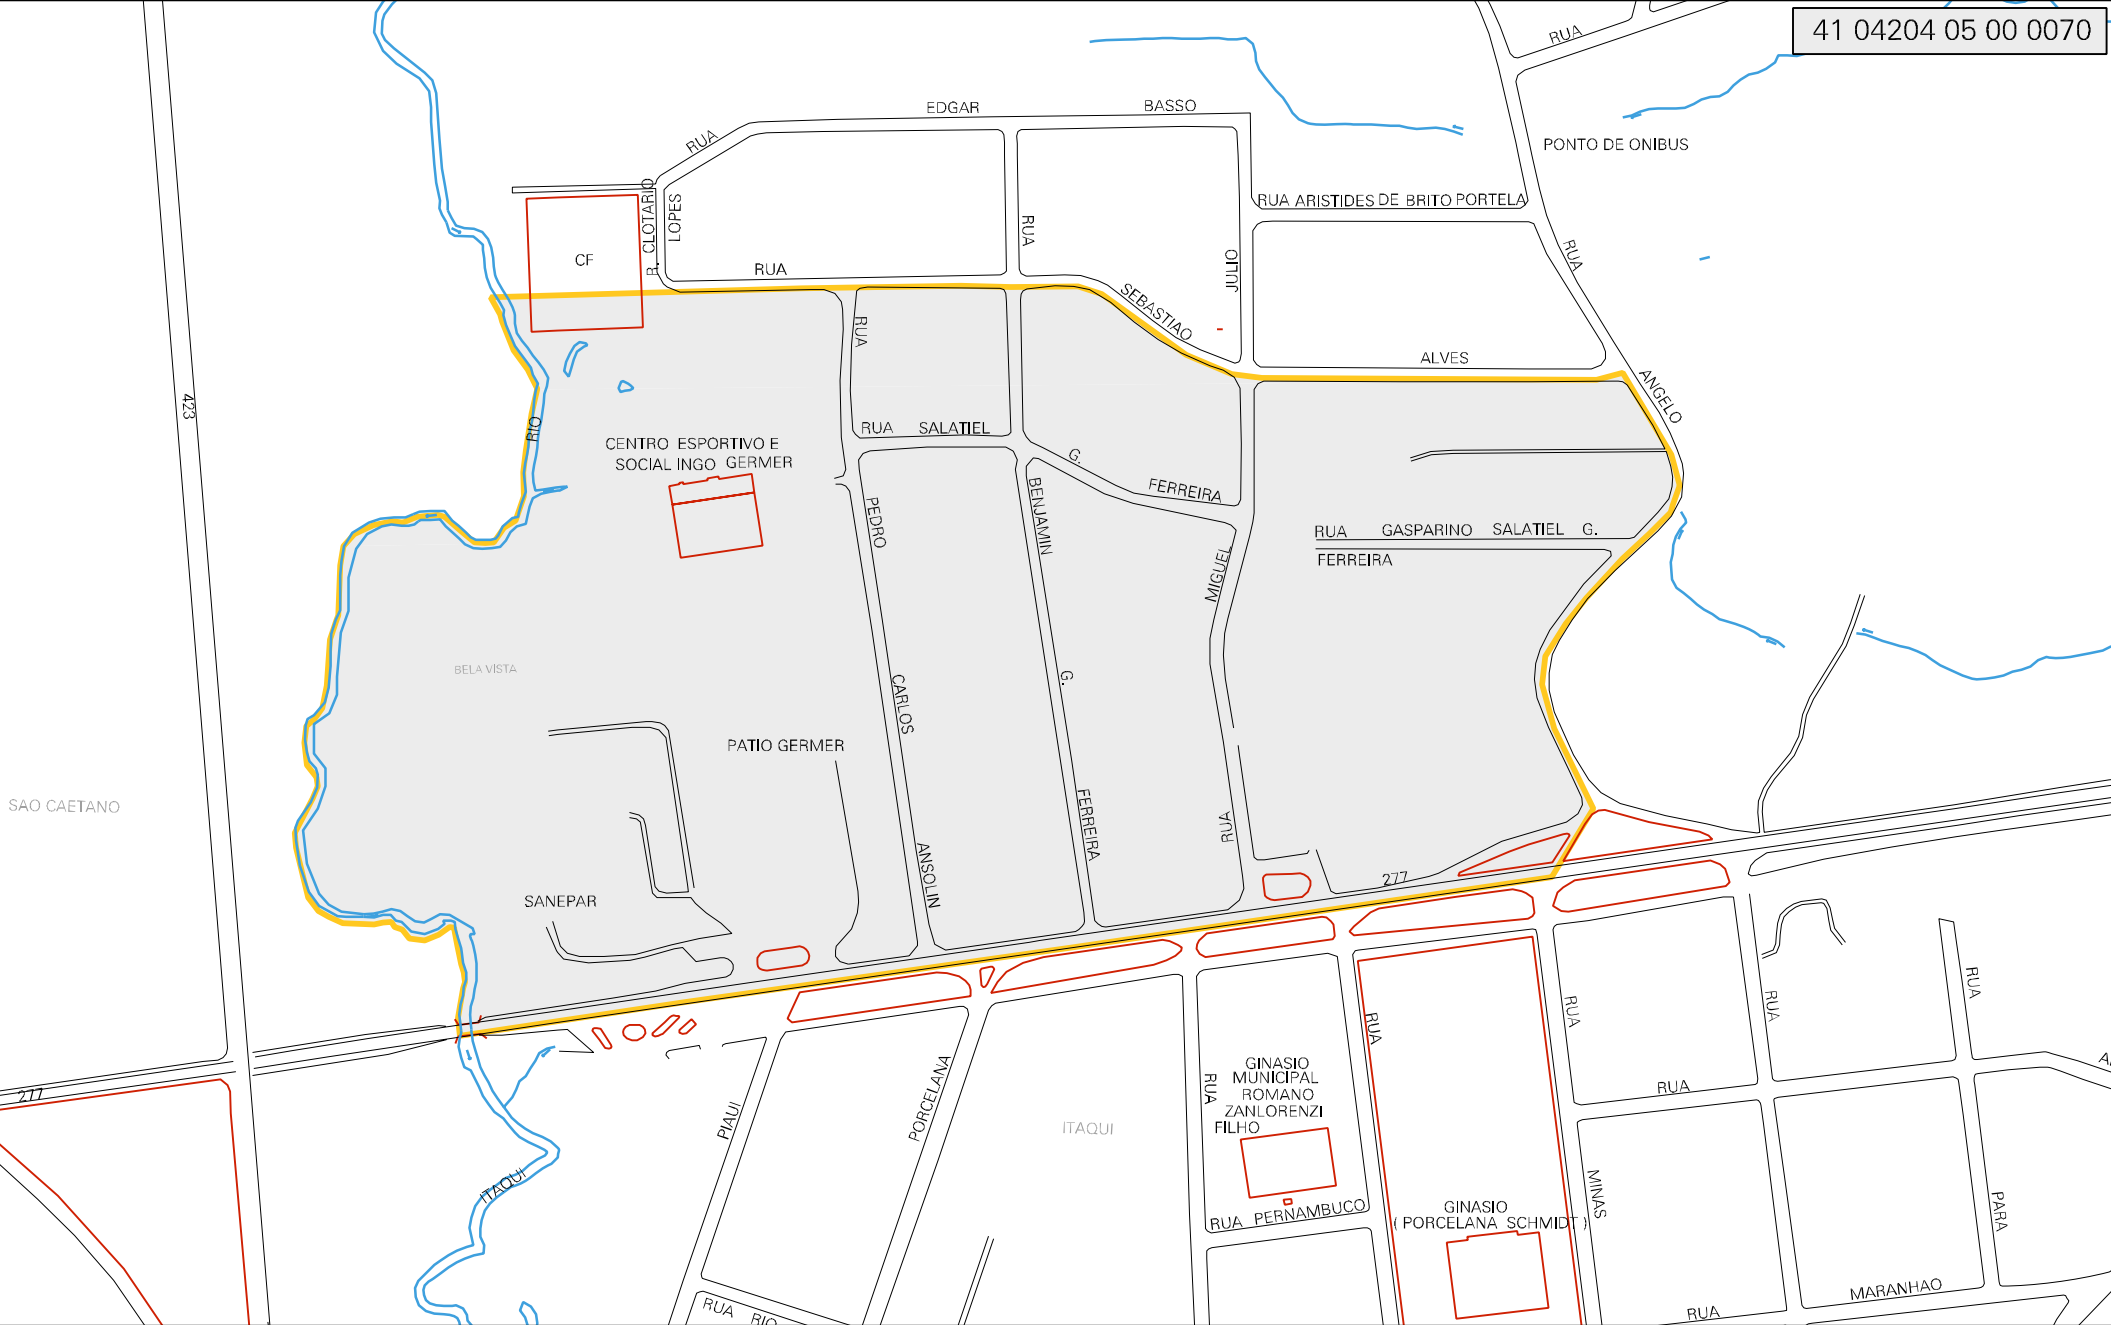 41 04204 05 00 0070
RUA
EDGAR
BASSO
RUA
PONTO DE ONIBUS
R. CLOTARIO
LOPES
RUA ARISTIDES DE BRITO PORTELA
RUA
CF
RUA
JULIO
RUA
SEBASTIAO
RUA
ALVES
ANGELO
423
RIO
RUA SALATIEL
G.
FERREIRA
CENTRO ESPORTIVO E
SOCIAL INGO GERMER
PEDRO
BENJAMIN
RUA GASPARINO SALATIEL G.
FERREIRA
MIGUEL
BELA VISTA
CARLOS
G.
PATIO GERMER
SAO CAETANO
FERREIRA
RUA
ANSOLIN
277
SANEPAR
RUA
RUA
RUA
RUA
277
PIAUI
PORCELANA
RUA
GINASIO
MUNICIPAL
ROMANO
ZANLORENZI
FILHO
RUA
ITAQUI
ITAQUI
MINAS
PARA
RUA PERNAMBUCO
GINASIO
( PORCELANA SCHMIDT )
MARANHAO
RUA
RUA RIO